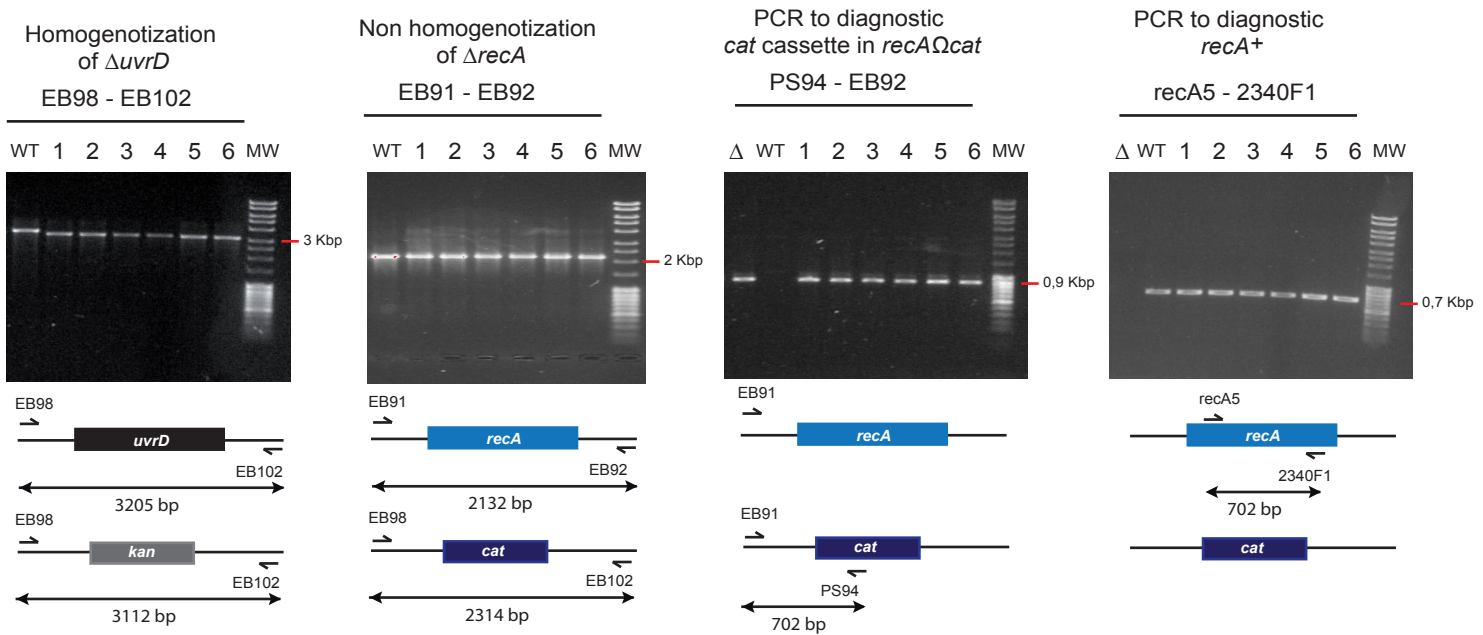 Homogenotization
of ΔuvrD
EB98 - EB102
WT 1 2 3 4 5 6 MW
3 Kbp
EB98
uvrD
EB102
3205 bp
EB98
kan
EB102
3112 bp
Non homogenotization
of ΔrecA
EB91 - EB92
WT 1 2 3 4 5 6 MW
2 Kbp
EB91
recA
EB92
2132 bp
EB98
cat
EB102
2314 bp
PCR to diagnostic
cat cassette in recAΩcat
PS94 - EB92
Δ WT 1 2 3 4 5 6 MW
0,9 Kbp
EB91
recA
EB91
cat
PS94
702 bp
PCR to diagnostic
recA+
recA5 - 2340F1
Δ WT 1 2 3 4 5 6 MW
0,7 Kbp
recA5
recA
2340F1
702 bp
cat